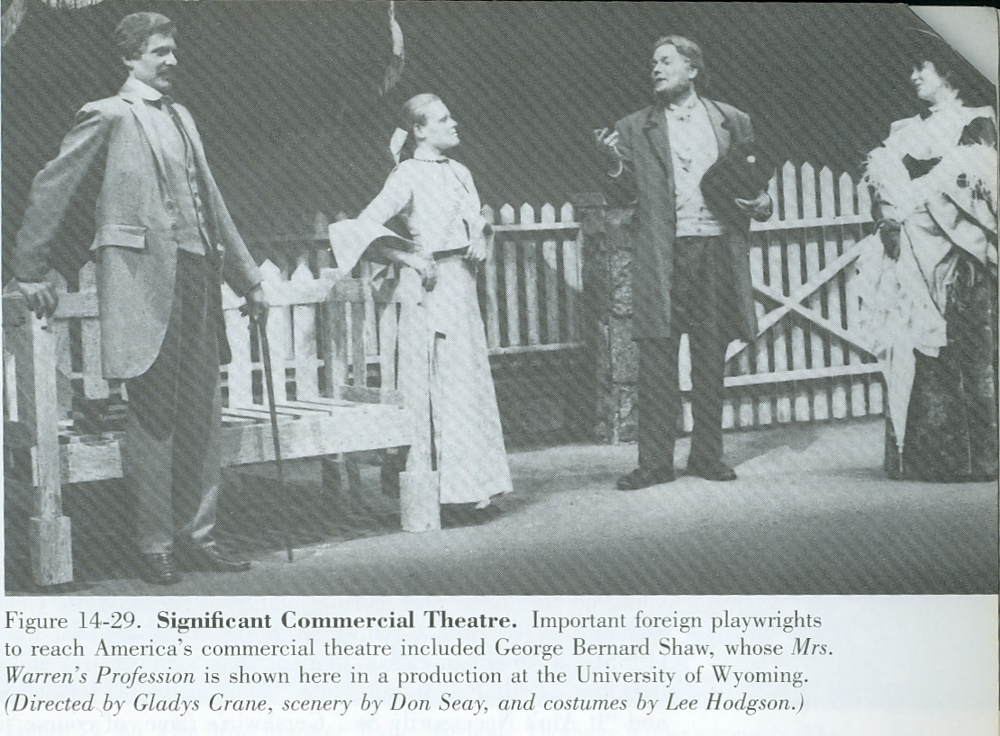 Figure 14-29. Significant Commercial Theatre. Important foreign playwrights
to reach America's commercial theatre included George Bernard Shaw, whose Mrs.
Warren's Profession is shown here in a production at the University of Wyoming.
(Directed by Gladys Crane, scenery by Don Seay, and costumes by Lee Hodgson.)